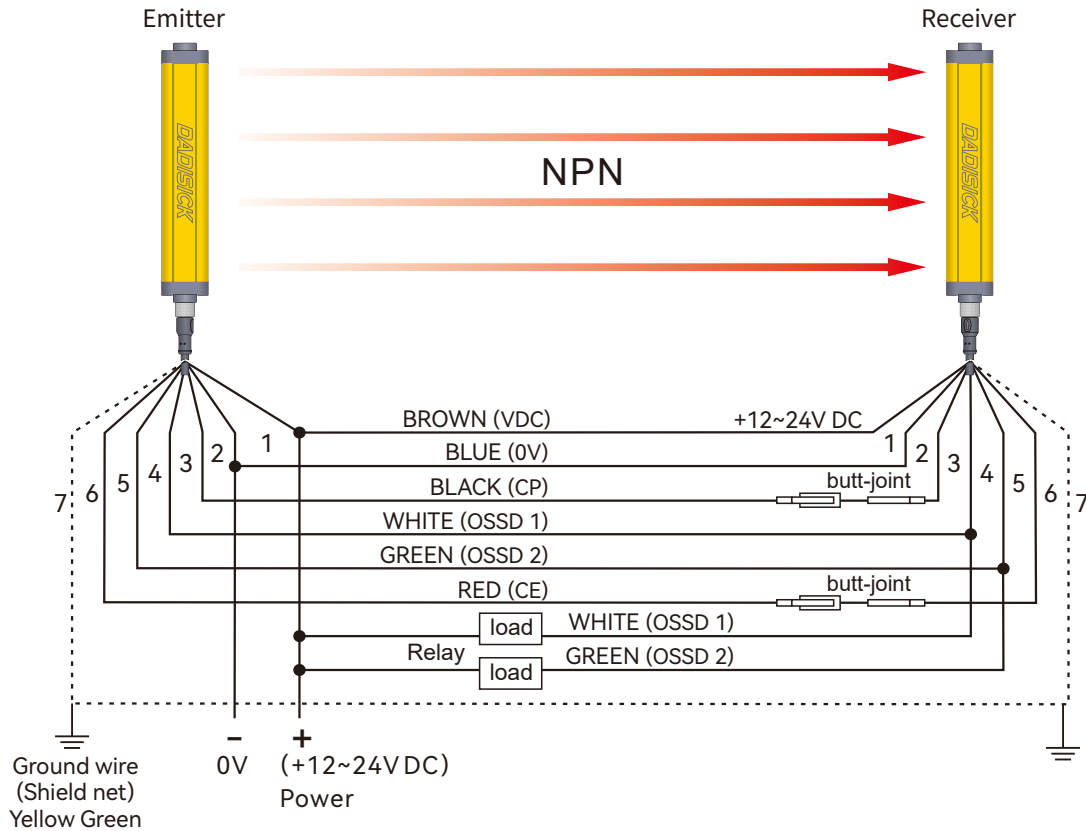 Emitter
Receiver
DADISICK
DADISICK
NPN
BROWN (VDC)
+12~24V DC
1
1
BLUE (0V)
2
2
BLACK (CP)
butt-joint
3
3
WHITE (OSSD 1)
4
4
GREEN (OSSD 2)
5
5
RED (CE)
butt-joint
6
6
7
7
load
WHITE (OSSD 1)
Relay
load
GREEN (OSSD 2)
-
+
0V
(+12~24V DC)
Power
Ground wire
(Shield net)
Yellow Green